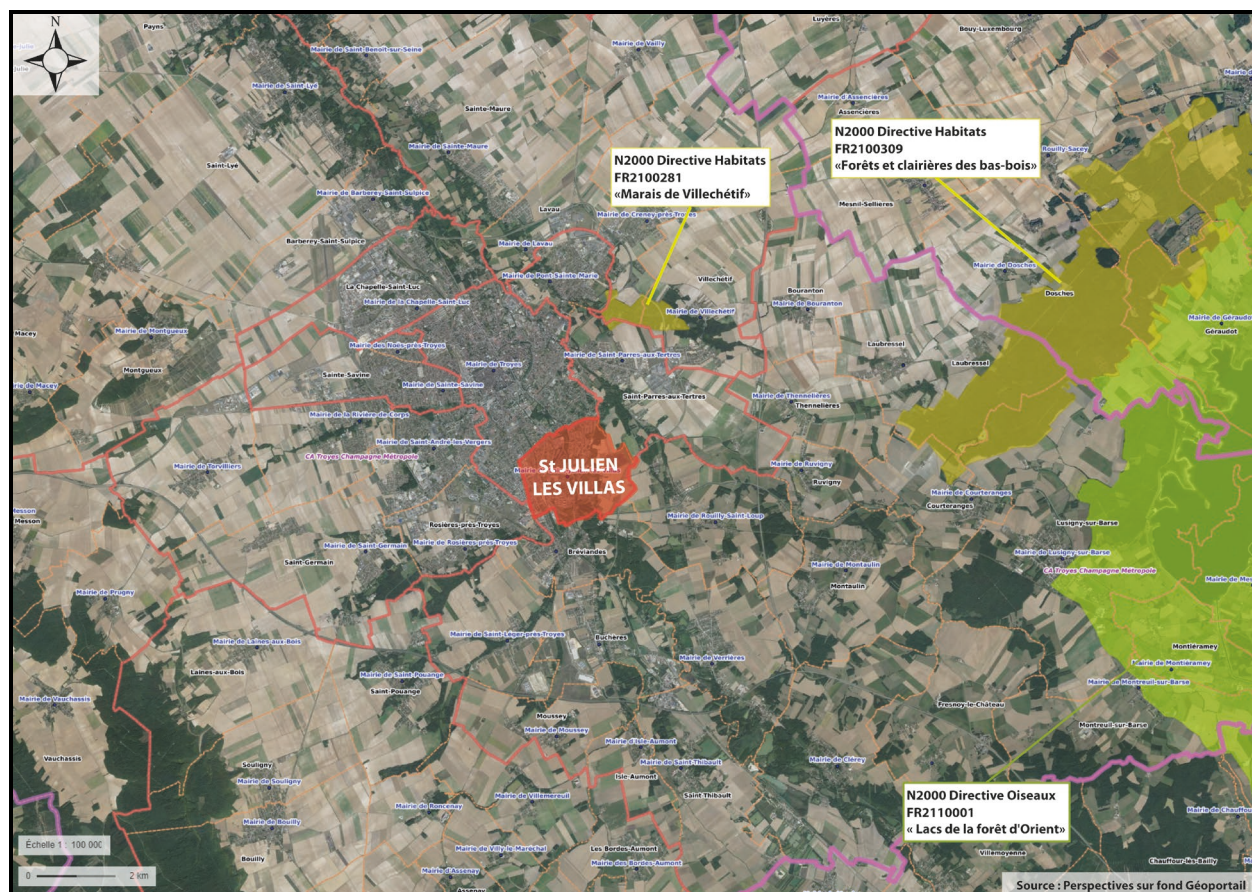 N
Payns
Luyères
Bouy-Luxembourg
Mairie de Vailly
Mairie de Saint-Benoit-sur-Seine
Mairie de Saint-Lyé
Mairie d'Assencières
Assencières
Sainte-Maure
N2000 Directive Habitats
FR2100309
«Forêts et clairières des bas-bois»
Mairie de Sainte-Maure
N2000 Directive Habitats
FR2100281
«Marais de Villechétif»
Saint-Lyé
Mairie de Barberey-Saint-Sulpice
Mesnil-Sellières
Lavau
Mairie de Creney-près-Troyes
Barberey-Saint-Sulpice
Mairie de Lavau
Mairie de Dosches
Mairie de Pont-Sainte-Marie
Villechétif
La Chapelle-Saint-Luc
Bouranton
Dosches
Mairie de la Chapelle-Saint-Luc
Mairie de Bouranton
Mairie de Villechétif
Mairie de Géraudot
Géraudot
Macey
Mairie de Montgueux
Mairie des Noës-près-Troyes
Laubressel
Mairie de Saint-Parres-aux-Tertres
Mairie de Troyes
Laubressel
Montgueux
Sainte-Savine
Mairie de Sainte-Savine
Saint-Parres-aux-Tertres
Mairie de Thennelières
Thennelières
Mairie de la Rivière de Corps
Mairie de Saint-André-les-Vergers
CA Troyes Champagne Métropole
Mairie de Torvilliers
St JULIEN
LES VILLAS
Mairie de Ruvigny
Ruvigny
Mairie de Courteranges
Courteranges
Messon
Mairie de Rouilly-Saint-Loup
Rosières-près-Troyes
Lusigny-sur-Barse
Mairie de Saint-Germain
Mairie de Rosières-près-Troyes
Bréviandes
Mairie de Lusigny-sur-Barse
Saint-Germain
CA Troyes Champagne Métropole
Mairie de Montaulin
Montaulin
Mairie de Prugny
Mairie de Saint-Léger-près-Troyes
Buchères
Mairie de Laines-aux-Bois
Montiéramey
Mairie de Verrières
Mairie de Montiéramey
Laines-aux-Bois
Mairie de Saint-Pouange
Saint-Pouange
Mairie de Montreuil-sur-Barse
Mairie de Vauchassis
Fresnoy-le-Château
Moussey
Mairie de Moussey
Montreuil-sur-Barse
Mairie d'Isle-Aumont
Vauchassis
Souligny
Mairie de Saint-Thibault
Mairie de Clérey
Isle-Aumont
Mairie de Souligny
Saint-Thibault
Mairie de Villemereuil
N2000 Directive Oiseaux
FR2110001
« Lacs de la forêt d'Orient»
Mairie de Roncenay
Mairie de Bouilly
Échelle 1 : 100 000
Bouilly
Mairie de Villy-le-Maréchal
Les Bordes-Aumont
Villemoyenne
Mairie des Bordes-Aumont
Chauffour-lès-Bailly
Mairie d'Assenay
Assenay
0 2 km
Source : Perspectives sur fond Géoportail